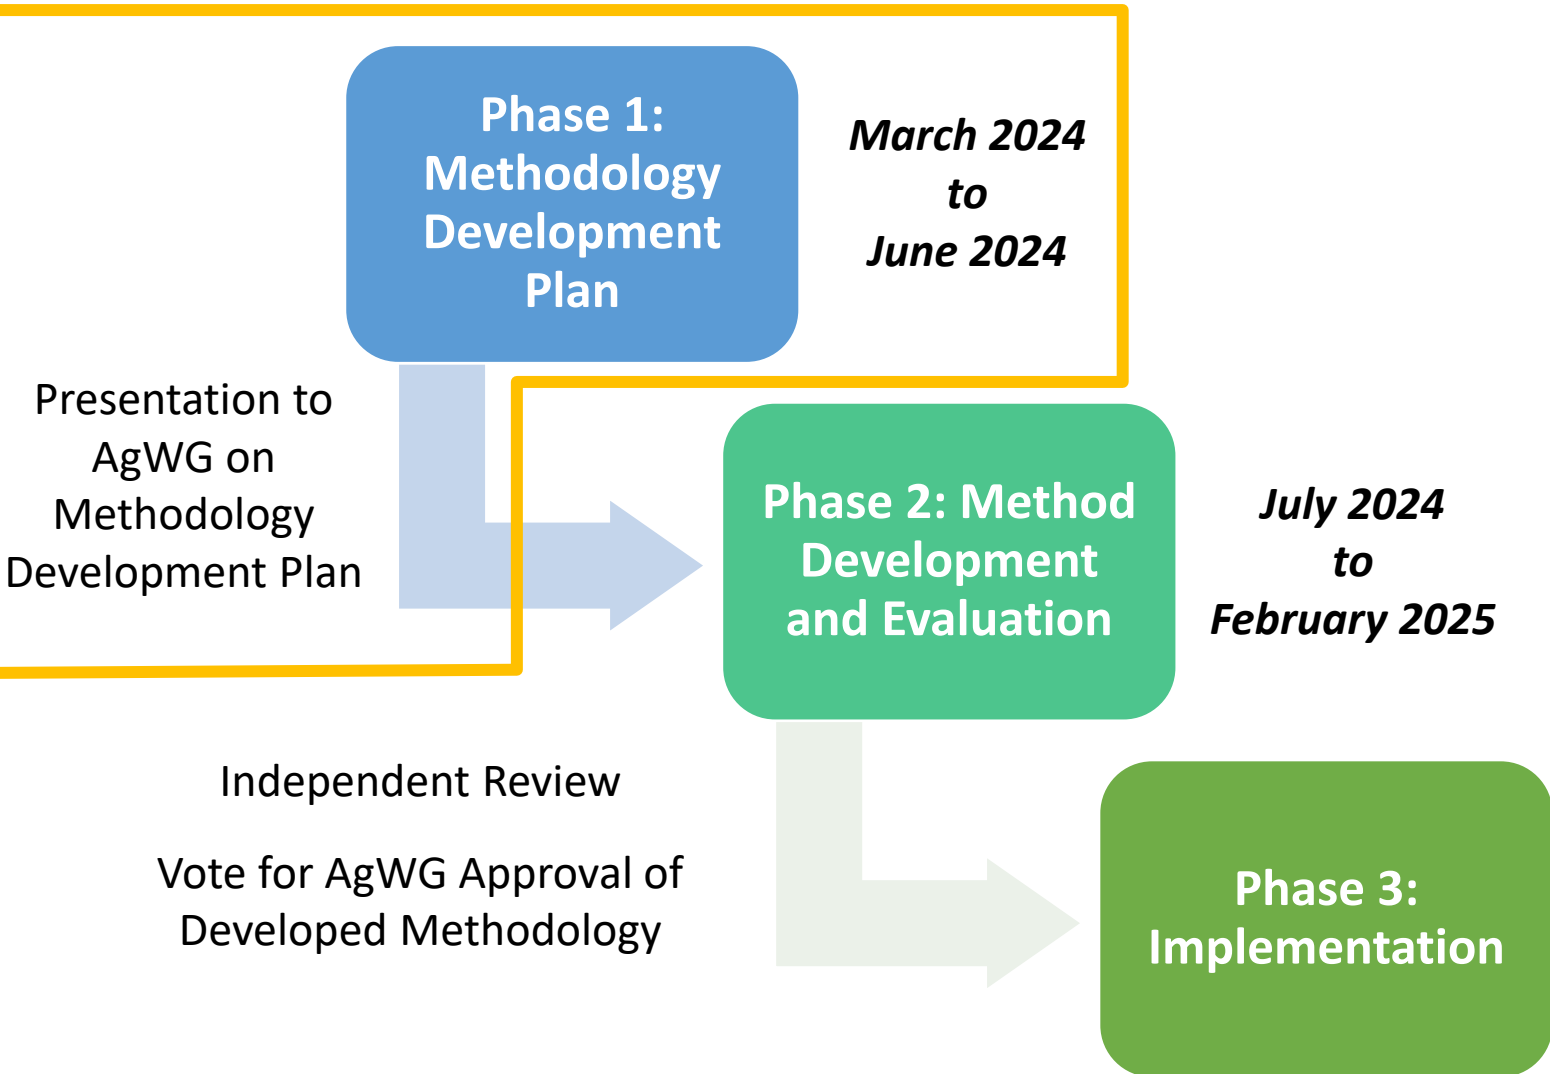 Phase 1:
Methodology
Development
Plan
March 2024
to
June 2024
Presentation to
AgWG on
Methodology
Development Plan
Phase 2: Method
Development
and Evaluation
July 2024
to
February 2025
Independent Review
Vote for AgWG Approval of
Developed Methodology
Phase 3:
Implementation